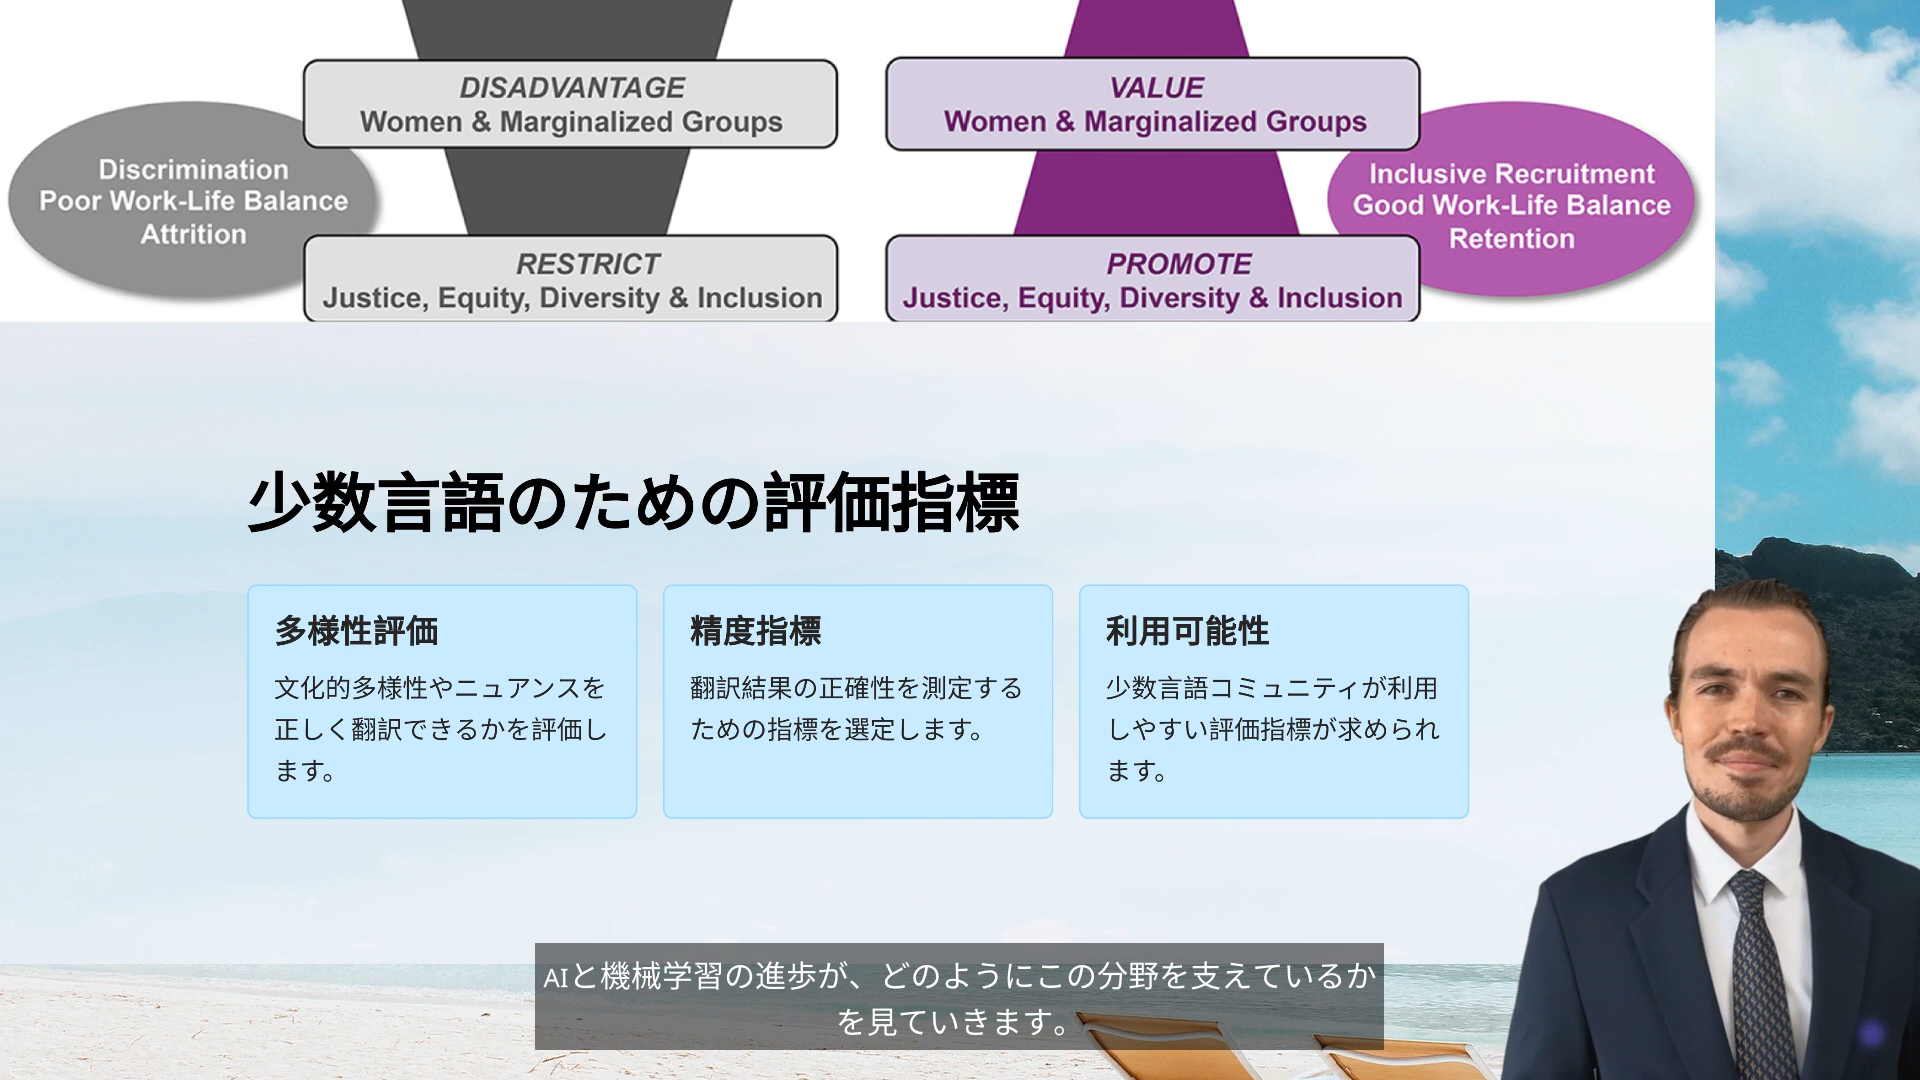 DISADVANTAGE
Women & Marginalized Groups
VALUE
Women & Marginalized Groups
Discrimination
Poor Work-Life Balance
Attrition
Inclusive Recruitment
Good Work-Life Balance
Retention
RESTRICT
Justice, Equity, Diversity & Inclusion
PROMOTE
Justice, Equity, Diversity & Inclusion
少数言語のための評価指標
多様性評価
文化的多様性やニュアンスを
正しく翻訳できるかを評価し
ます。
精度指標
翻訳結果の正確性を測定する
ための指標を選定します。
利用可能性
少数言語コミュニティが利用
しやすい評価指標が求められ
ます。
AIと機械学習の進歩が、どのようにこの分野を支えているか
を見ていきます。